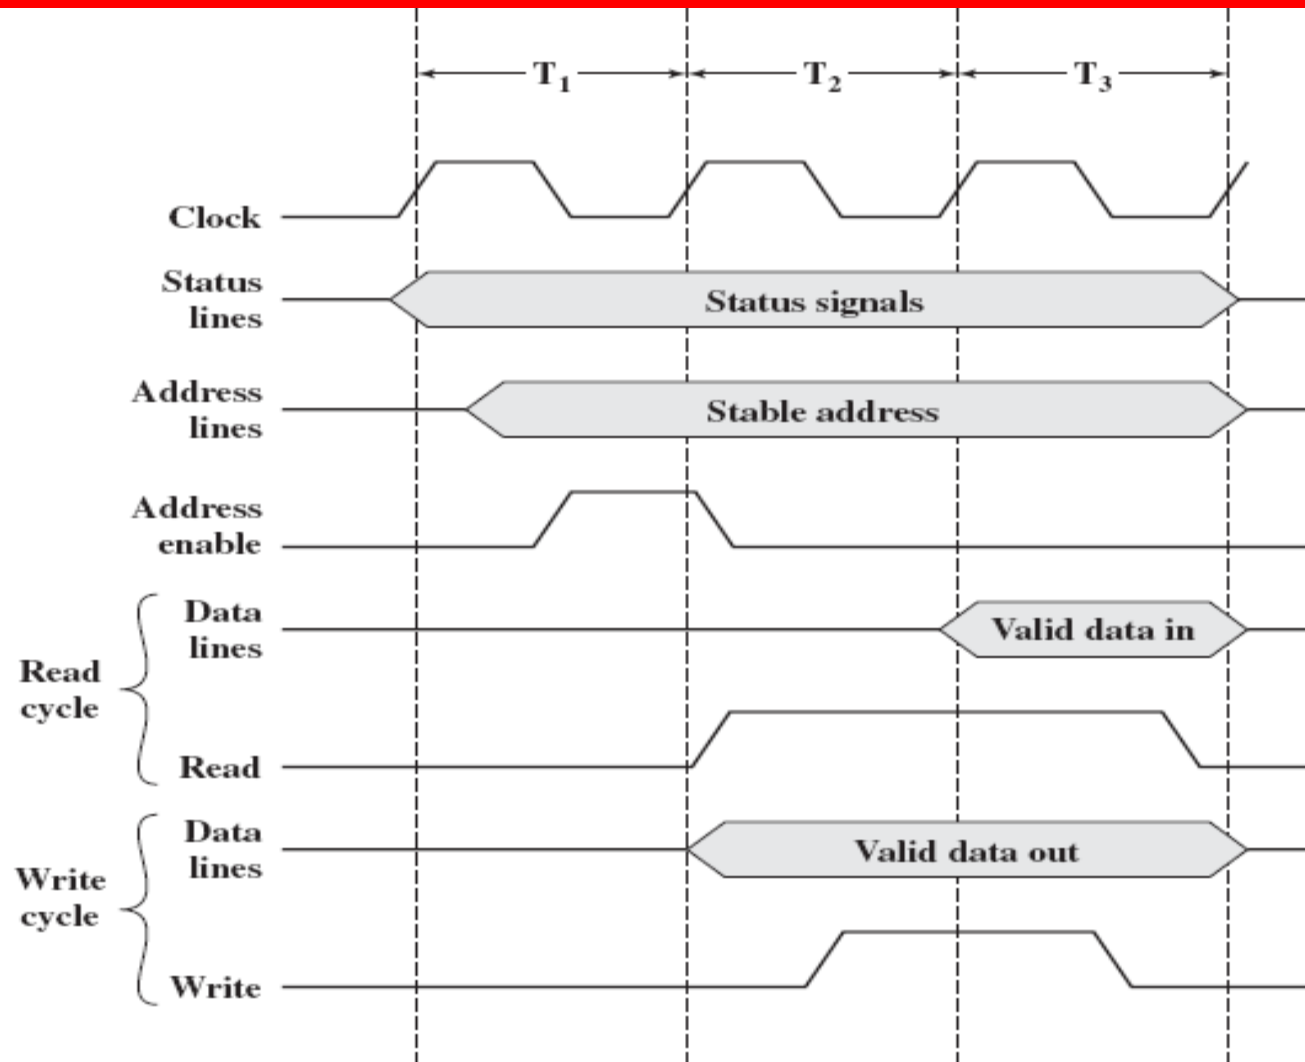 T1 T2 T3
Clock
Status
lines
Status signals
Address
lines
Stable address
Address
enable
Read
cycle
Data
lines
Valid data in
Read
Write
cycle
Data
lines
Valid data out
Write